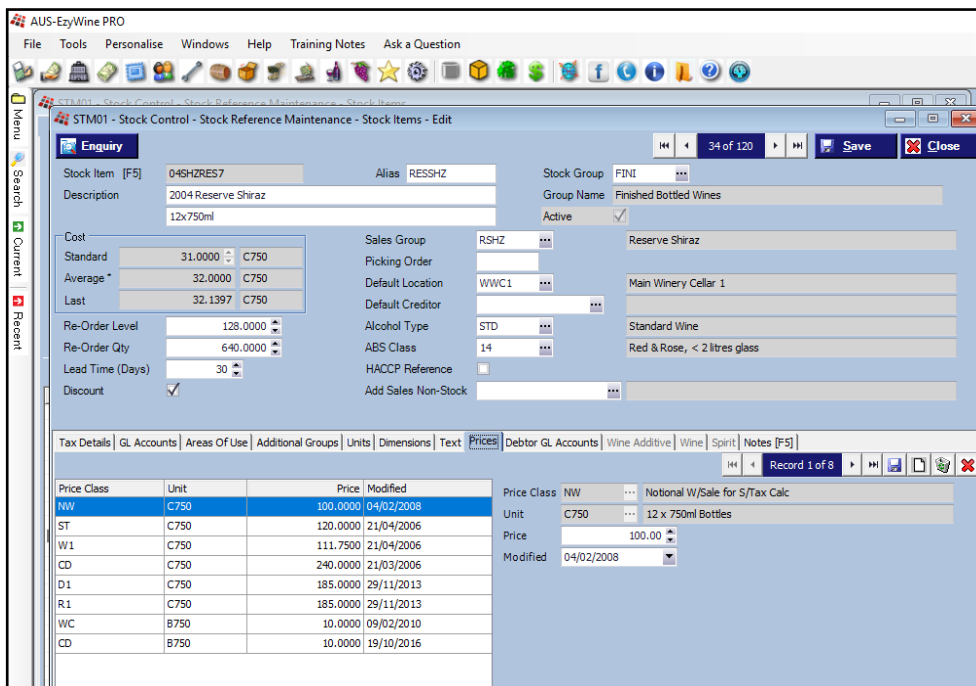 AUS-EzyWine PRO
File Tools Personalise Windows Help Training Notes Ask a Question
Menu
Search
Current
Recent
STM01 - Stock Control - Stock Reference Maintenance - Stock Items
STM01 - Stock Control - Stock Reference Maintenance - Stock Items - Edit
Enquiry 34 of 120 Save Close
Stock Item [F5] 04SHZRES7 Alias RESSHZ Stock Group FINI ...
Description 2004 Reserve Shiraz Group Name Finished Bottled Wines
12x750ml Active
Cost Sales Group RSHZ ... Reserve Shiraz
Standard 31.0000 C750 Picking Order
Average * 32.0000 C750 Default Location WWC1 ... Main Winery Cellar 1
Last 32.1397 C750 Default Creditor ...
Re-Order Level 128.0000 Alcohol Type STD ... Standard Wine
Re-Order Qty 640.0000 ABS Class 14 ... Red & Rose, < 2 litres glass
Lead Time (Days) 30 HACCP Reference
Discount Add Sales Non-Stock ...
Tax Details GL Accounts Areas Of Use Additional Groups Units Dimensions Text Prices Debtor GL Accounts Wine Additive Wine Spirit Notes [F5]
Record 1 of 8
Price Class Unit Price Modified
NW C750 100.0000 04/02/2008
ST C750 120.0000 21/04/2006
W1 C750 111.7500 21/04/2006
CD C750 240.0000 21/03/2006
D1 C750 185.0000 29/11/2013
R1 C750 185.0000 29/11/2013
WC B750 10.0000 09/02/2010
CD B750 10.0000 19/10/2016
Price Class NW ... Notional W/Sale for S/Tax Calc
Unit C750 ... 12 x 750ml Bottles
Price 100.00
Modified 04/02/2008